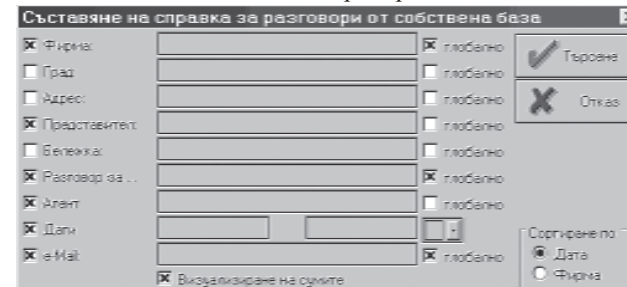 Съставяне на справка за разговори от собствена база
Фирма: глобално
Търсене
Град: глобално
Адрес: глобално
Отказ
Представител: глобално
Бележка: глобално
Разговор за ... глобално
Агент глобално
Дати
Сортиране по
e-Mail: глобално
Дата
Визуализиране на сумите
Фирма